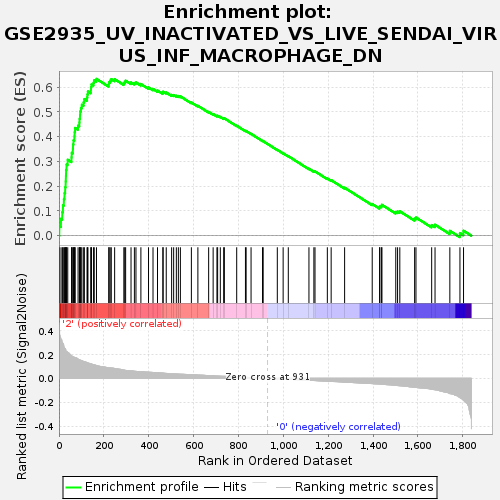 Enrichment plot:
GSE2935_UV_INACTIVATED_VS_LIVE_SENDAI_VIR
US_INF_MACROPHAGE_DN
Enrichment score (ES)
0.6
0.5
0.4
0.3
0.2
0.1
0.0
'2' (positively correlated)
Ranked list metric (Signal2Noise)
0.4
0.2
0.0
-0.2
-0.4
Zero cross at 931
'0' (negatively correlated)
0
200
400
600
800
1,000
1,200
1,400
1,600
1,800
Rank in Ordered Dataset
Enrichment profile
Hits
Ranking metric scores